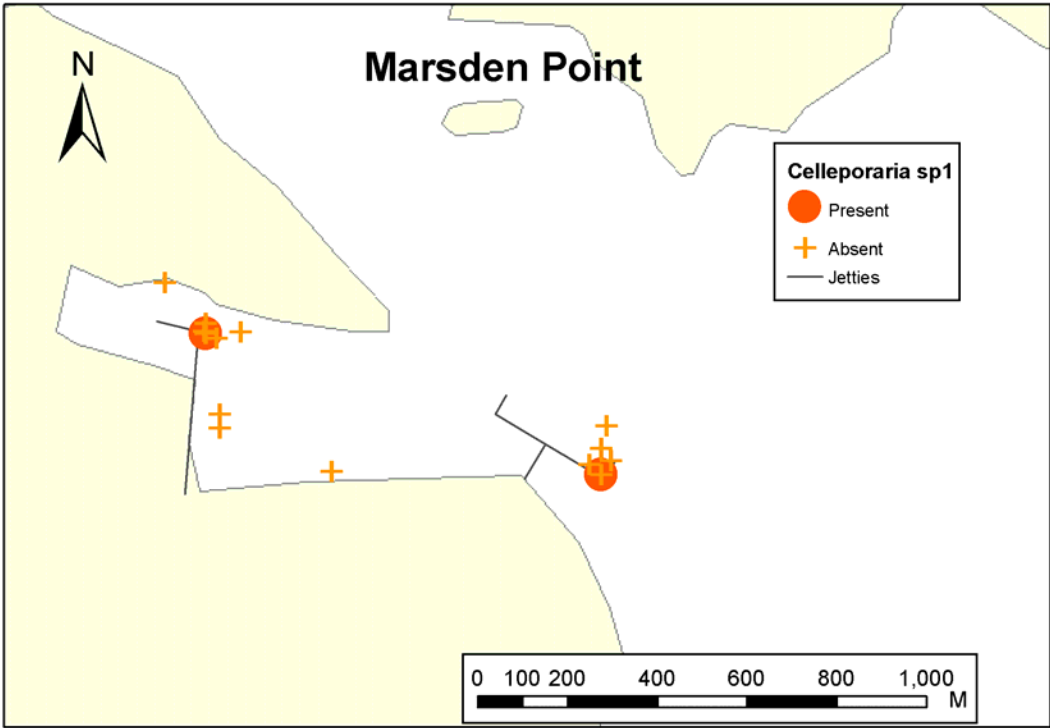 Marsden Point
N
Celleporaria sp1
Present
Absent
Jetties
0 100 200 400 600 800 1,000
M